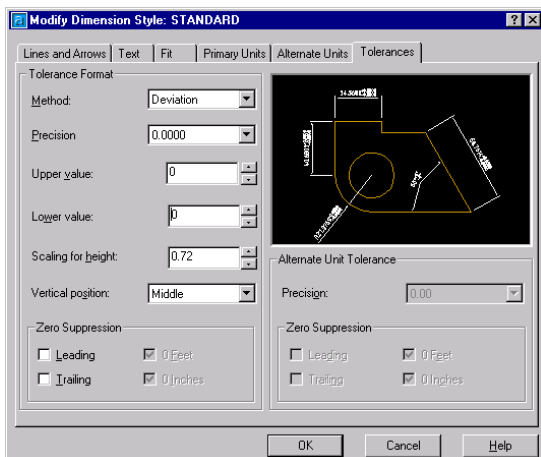 Modify Dimension Style: STANDARD
Lines and Arrows Text Fit Primary Units Alternate Units Tolerances
Tolerance Format
Method: Deviation
Precision 0.0000
Upper value: 0
Lower value: 0
Scaling for height: 0.72
Vertical position: Middle
Zero Suppression
Leading 0 Feet
Trailing 0 Inches
Alternate Unit Tolerance
Precision: 0.00
Zero Suppression
Leading 0 Feet
Trailing 0 Inches
OK Cancel Help